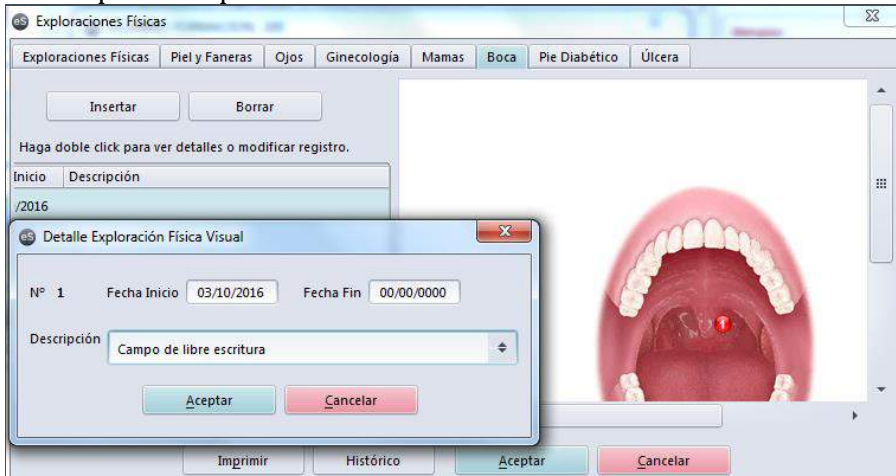 Exploraciones Físicas
Exploraciones Físicas Piel y Faneras Ojos Ginecología Mamas Boca Pie Diabético Úlcera
Insertar Borrar
Haga doble click para ver detalles o modificar registro.
Inicio Descripción
/2016
eS Detalle Exploración Física Visual
Nº 1 Fecha Inicio 03/10/2016 Fecha Fin 00/00/0000
Descripción Campo de libre escritura
Aceptar Cancelar
1
Imprimir Histórico Aceptar Cancelar